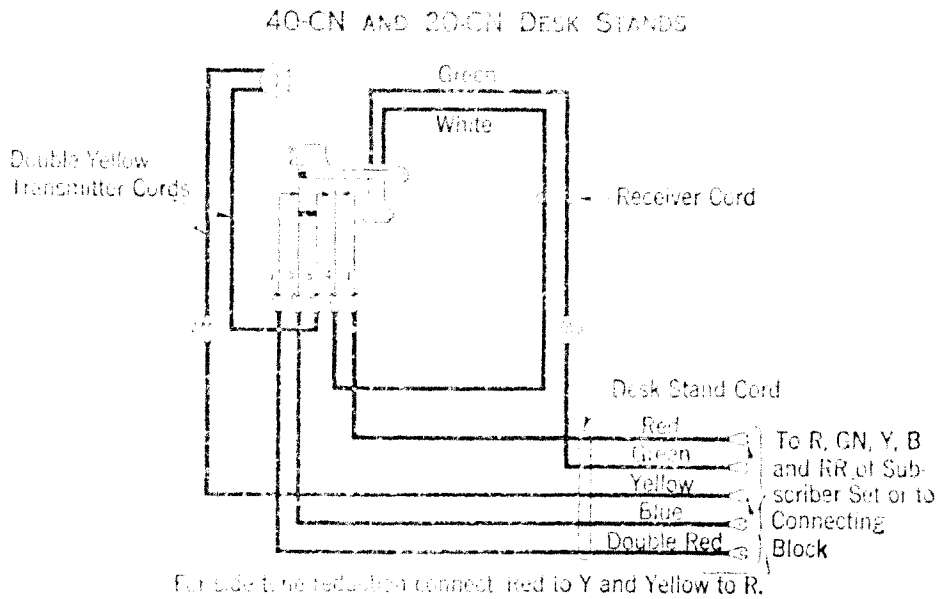 40-CN AND 20-CN DESK STANDS
Green
White
Double Yellow
Transmitter Cords
Receiver Cord
Desk Stand Cord
Red
Green
Yellow
Blue
Double Red
To R, GN, Y, B
and RR of Sub-
scriber Set or to
Connecting
Block
For side tone reduction connect Red to Y and Yellow to R.